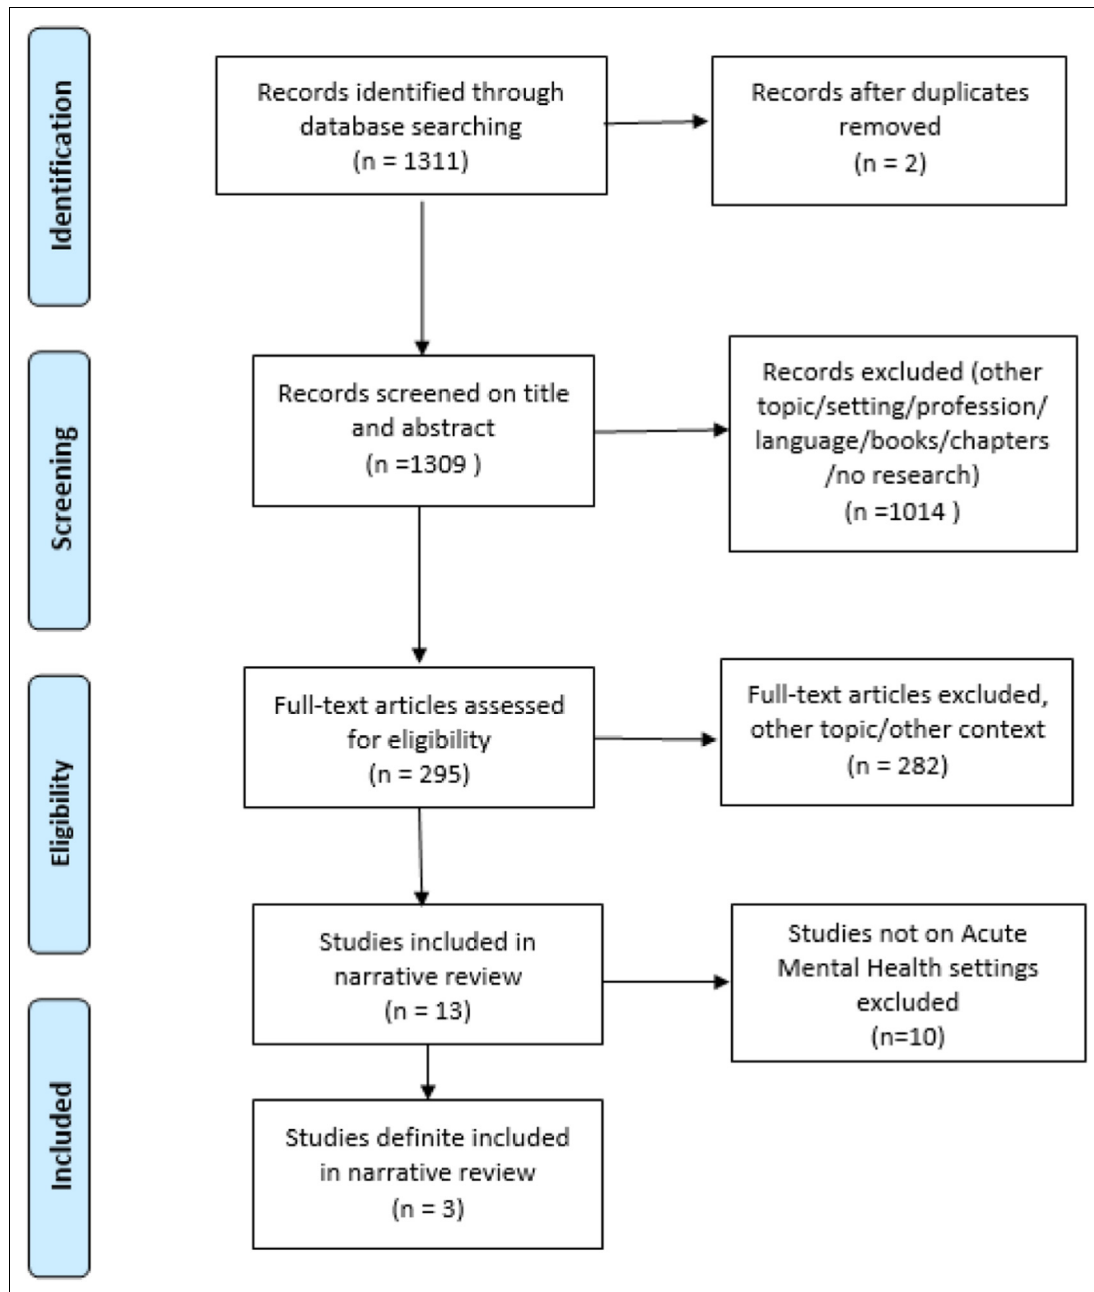 Identification
Records identified through
database searching
(n = 1311)
Records after duplicates
removed
(n = 2)
Screening
Records screened on title
and abstract
(n =1309 )
Records excluded (other
topic/setting/profession/
language/books/chapters
/no research)
(n =1014 )
Eligibility
Full-text articles assessed
for eligibility
(n = 295)
Full-text articles excluded,
other topic/other context
(n = 282)
Studies included in
narrative review
(n = 13)
Studies not on Acute
Mental Health settings
excluded
(n=10)
Included
Studies definite included
in narrative review
(n = 3)